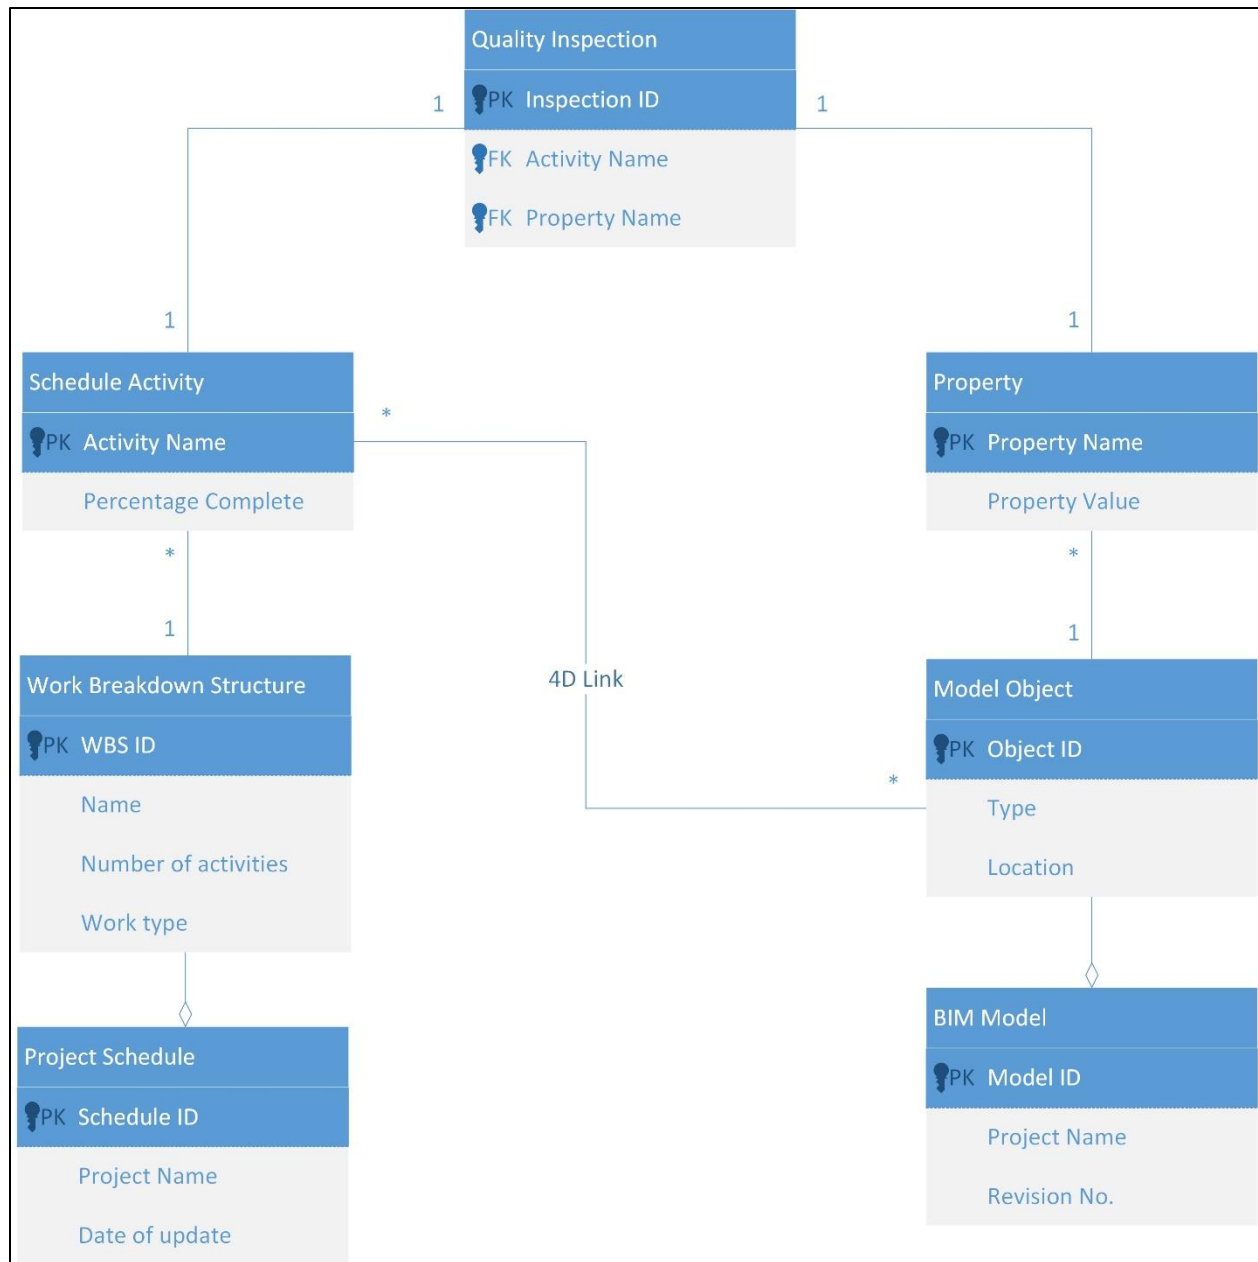 Quality Inspection
PK Inspection ID
FK Activity Name
FK Property Name
1
1
1
1
Schedule Activity
PK Activity Name
Percentage Complete
*
*
1
Property
PK Property Name
Property Value
*
1
4D Link
Work Breakdown Structure
PK WBS ID
Name
Number of activities
Work type
Model Object
PK Object ID
Type
Location
*
Project Schedule
PK Schedule ID
Project Name
Date of update
BIM Model
PK Model ID
Project Name
Revision No.